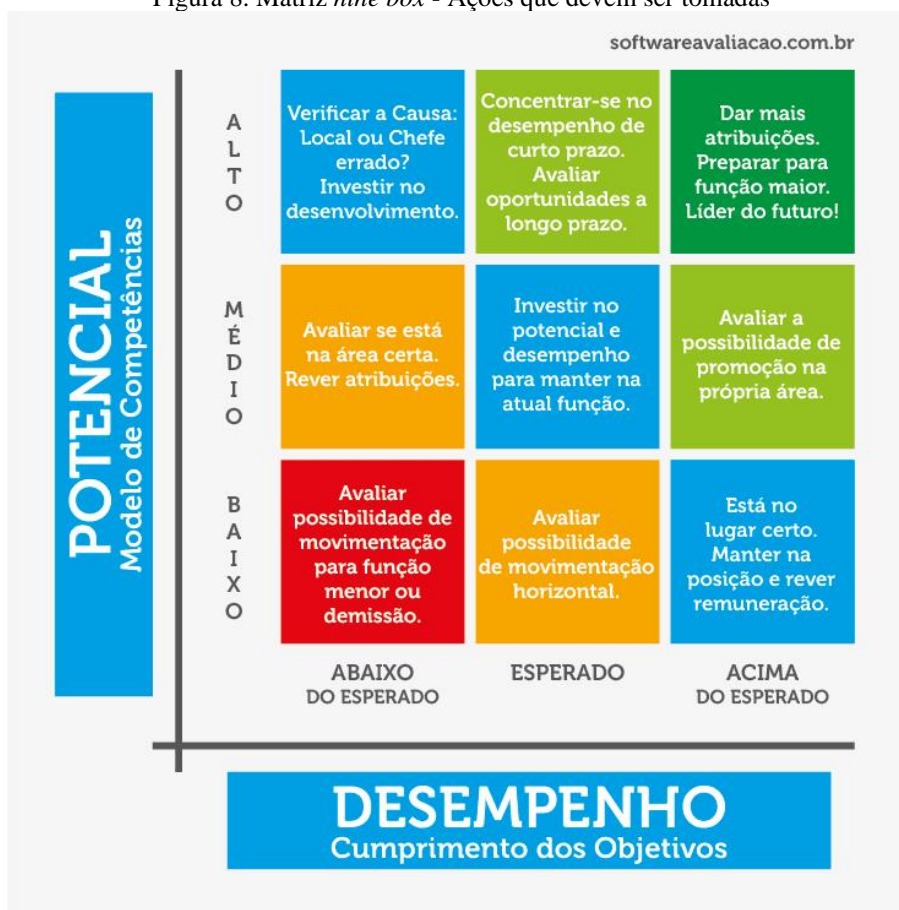 Figura 8: Matriz nine box - Ações que devem ser tomadas
softwareavaliacao.com.br
POTENCIAL
Modelo de Competências
ALTO
Verificar a Causa:
Local ou Chefe
errado?
Investir no
desenvolvimento.
Concentrar-se no
desempenho de
curto prazo.
Avaliar
oportunidades a
longo prazo.
Dar mais
atribuições.
Preparar para
função maior.
Líder do futuro!
MÉDIO
Avaliar se está
na área certa.
Rever atribuições.
Investir no
potencial e
desempenho
para manter na
atual função.
Avaliar a
possibilidade de
promoção na
própria área.
BAIXO
Avaliar
possibilidade de
movimentação
para função
menor ou
demissão.
Avaliar
possibilidade
de movimentação
horizontal.
Está no
lugar certo.
Manter na
posição e rever
remuneração.
ABAIXO
DO ESPERADO
ESPERADO
ACIMA
DO ESPERADO
DESEMPENHO
Cumprimento dos Objetivos